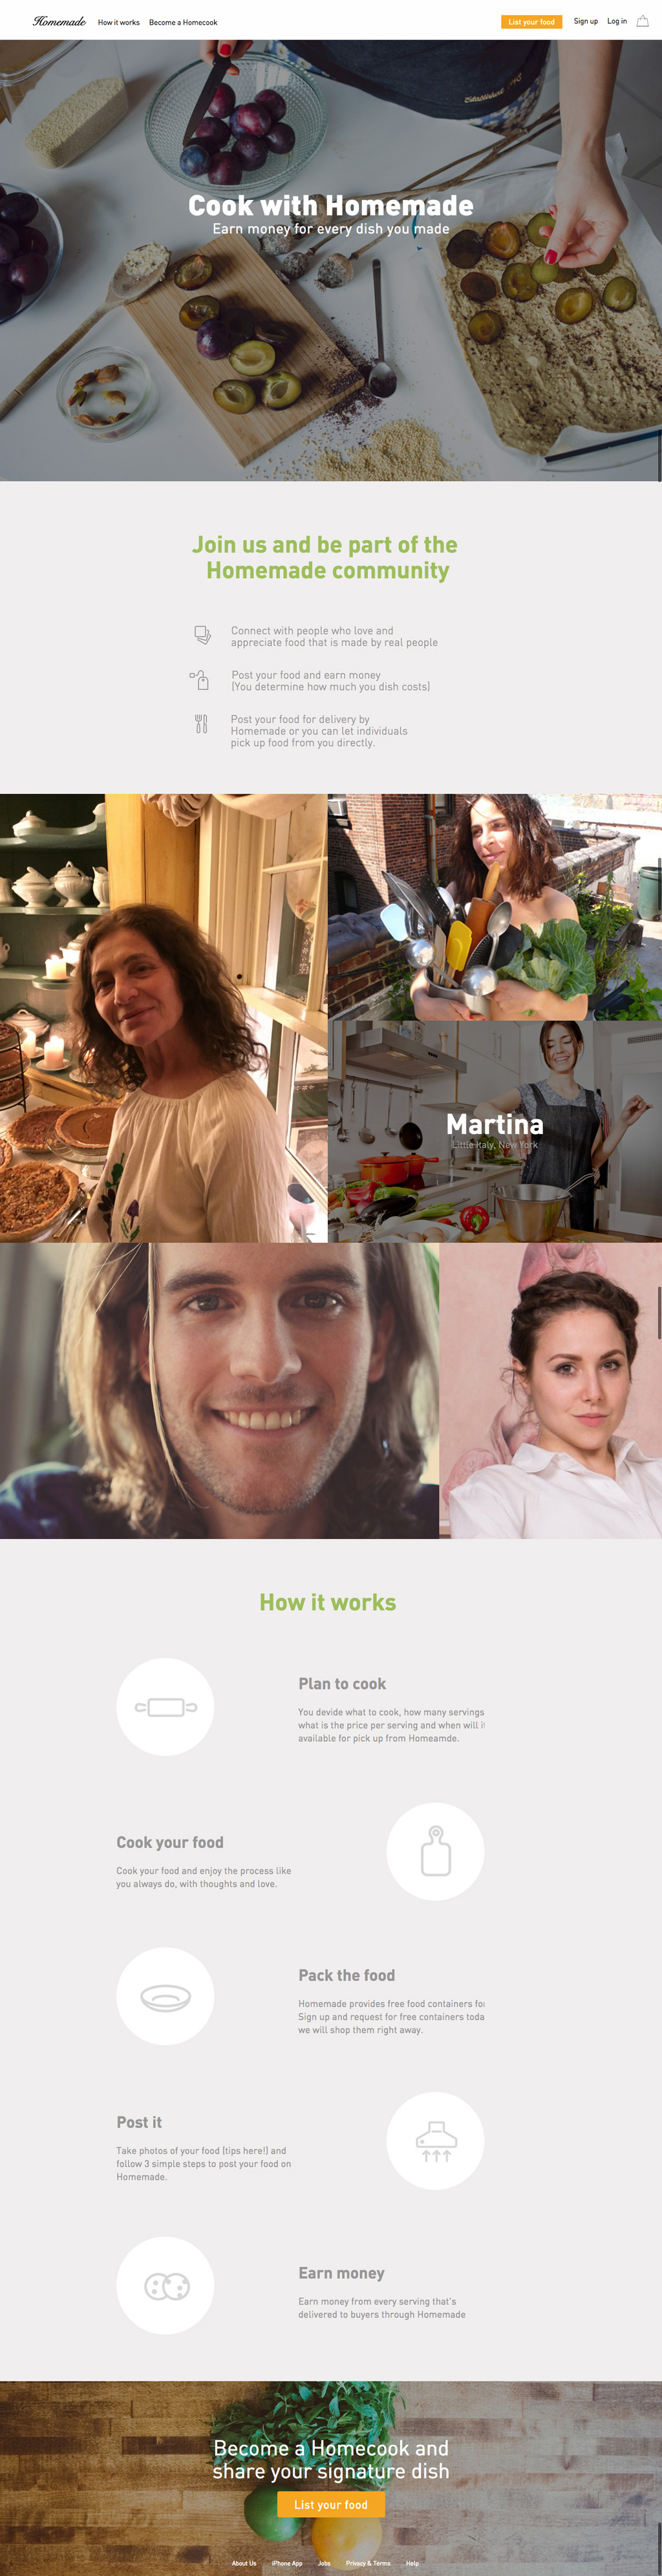 Homemade How it works Become a Homecook List your food Sign up Log in
Established 1894
Cook with Homemade
Earn money for every dish you made
Join us and be part of the
Homemade community
Connect with people who love and
appreciate food that is made by real people
Post your food and earn money
[You determine how much you dish costs]
Post your food for delivery by
Homemade or you can let individuals
pick up food from you directly.
Martina
Little Italy, New York
How it works
Plan to cook
You devide what to cook, how many servings
what is the price per serving and when will i
available for pick up from Homeamde.
Cook your food
Cook your food and enjoy the process like
you always do, with thoughts and love.
Pack the food
Homemade provides free food containers fo
Sign up and request for free containers toda
we will shop them right away.
Post it
Take photos of your food [tips here!] and
follow 3 simple steps to post your food on
Homemade.
Earn money
Earn money from every serving that's
delivered to buyers through Homemade
Become a Homecook and
share your signature dish
List your food
About Us iPhone App Jobs Privacy & Terms Help